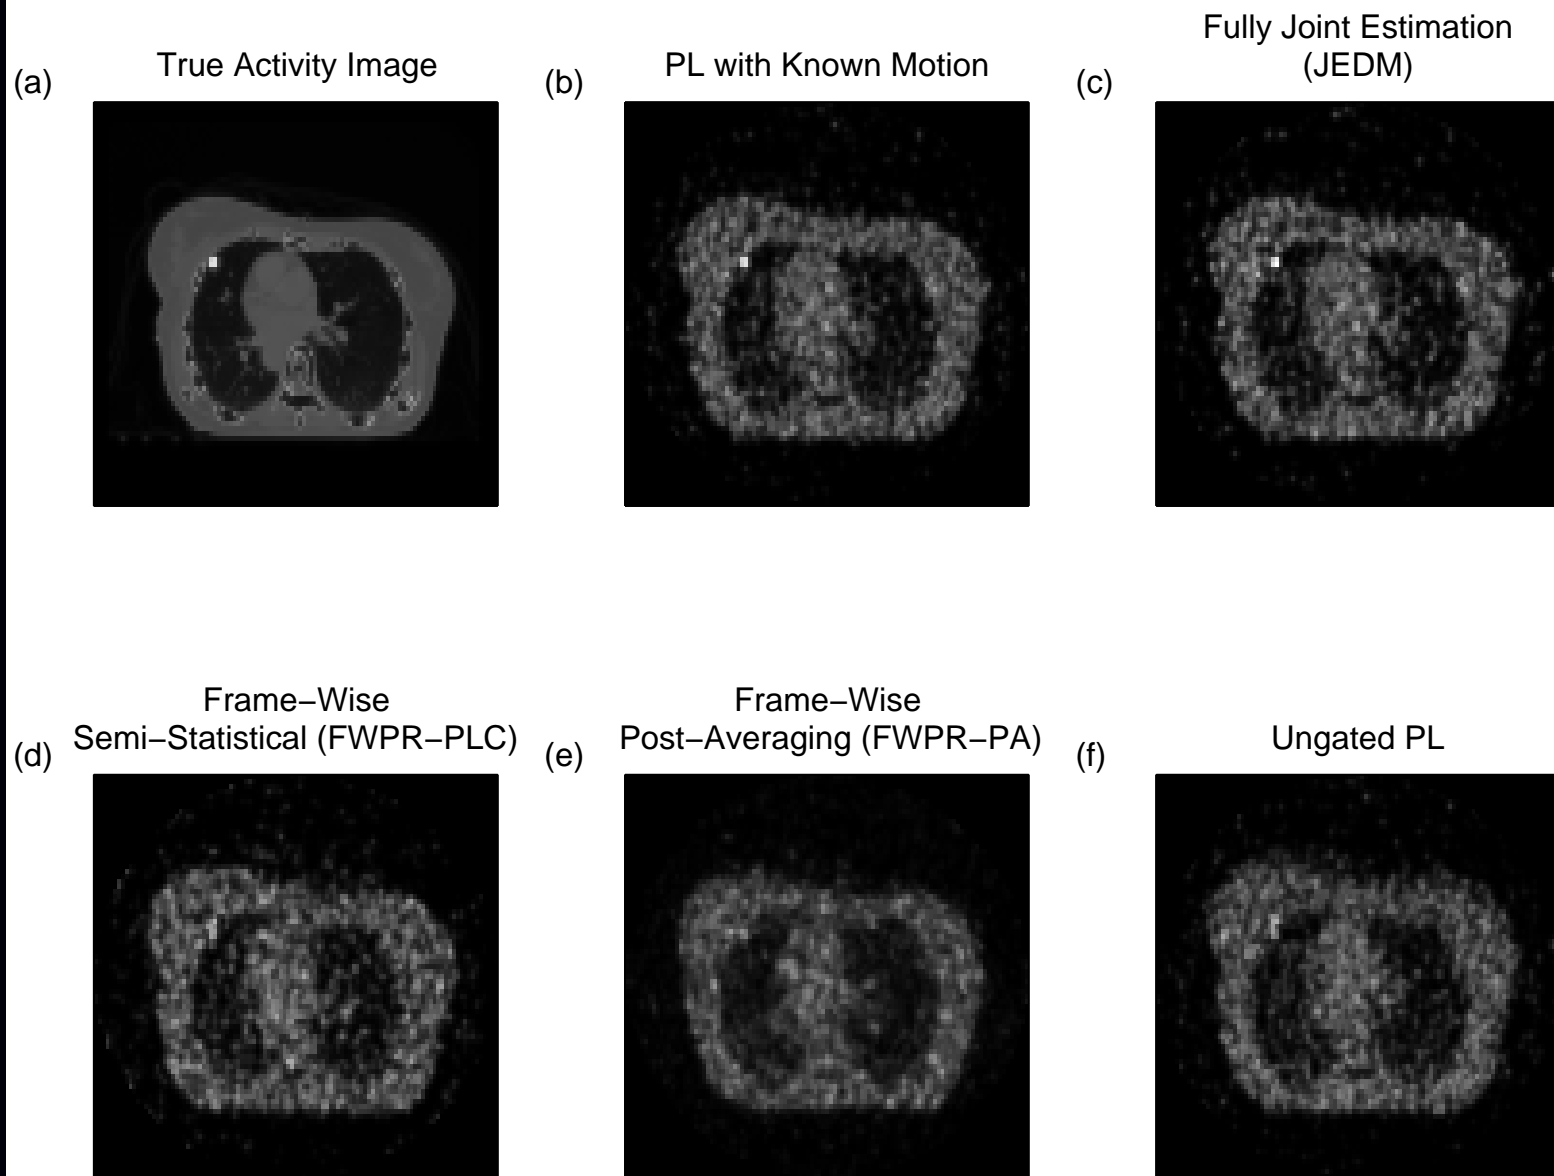 (a)
True Activity Image
(b)
PL with Known Motion
(c)
Fully Joint Estimation
(JEDM)
(d)
Frame−Wise
Semi−Statistical (FWPR−PLC)
(e)
Frame−Wise
Post−Averaging (FWPR−PA)
(f)
Ungated PL